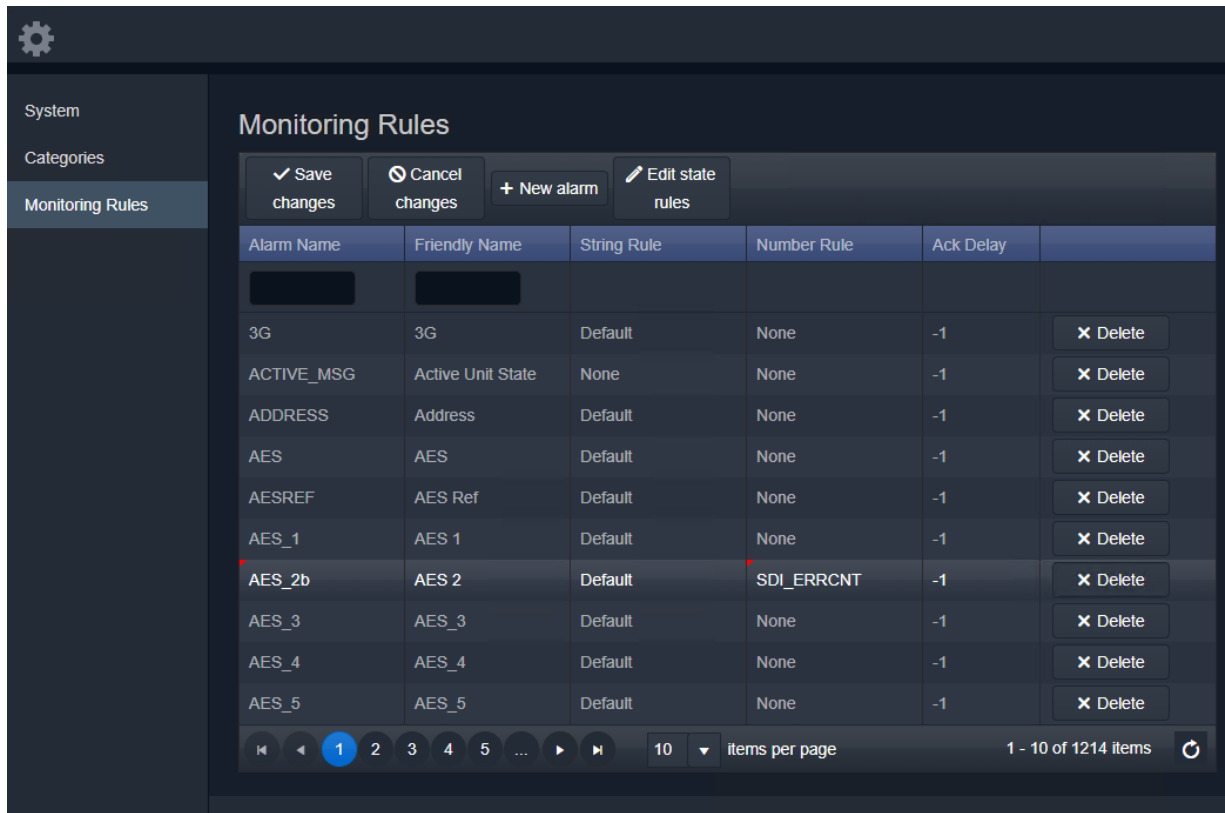 System
Categories
Monitoring Rules
Monitoring Rules
Save changes
Cancel changes
New alarm
Edit state rules
Alarm Name Friendly Name String Rule Number Rule Ack Delay
3G 3G Default None -1 Delete
ACTIVE_MSG Active Unit State None None -1 Delete
ADDRESS Address Default None -1 Delete
AES AES Default None -1 Delete
AESREF AES Ref Default None -1 Delete
AES_1 AES 1 Default None -1 Delete
AES_2b AES 2 Default SDI_ERRCNT -1 Delete
AES_3 AES_3 Default None -1 Delete
AES_4 AES_4 Default None -1 Delete
AES_5 AES_5 Default None -1 Delete
1 2 3 4 5 ... 10 items per page 1 - 10 of 1214 items